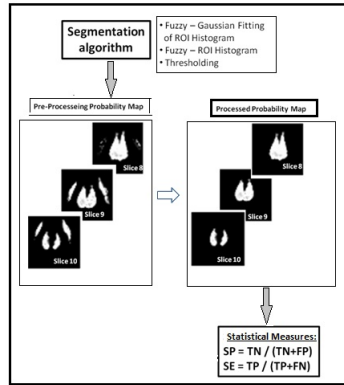 Segmentation
algorithm
• Fuzzy – Gaussian Fitting
of ROI Histogram
• Fuzzy – ROI Histogram
• Thresholding
Pre-Processeing Probability Map
Processed Probability Map
Slice 8
Slice 9
Slice 10
Slice 8
Slice 9
Slice 10
Statistical Measures:
SP = TN / (TN+FP)
SE = TP / (TP+FN)